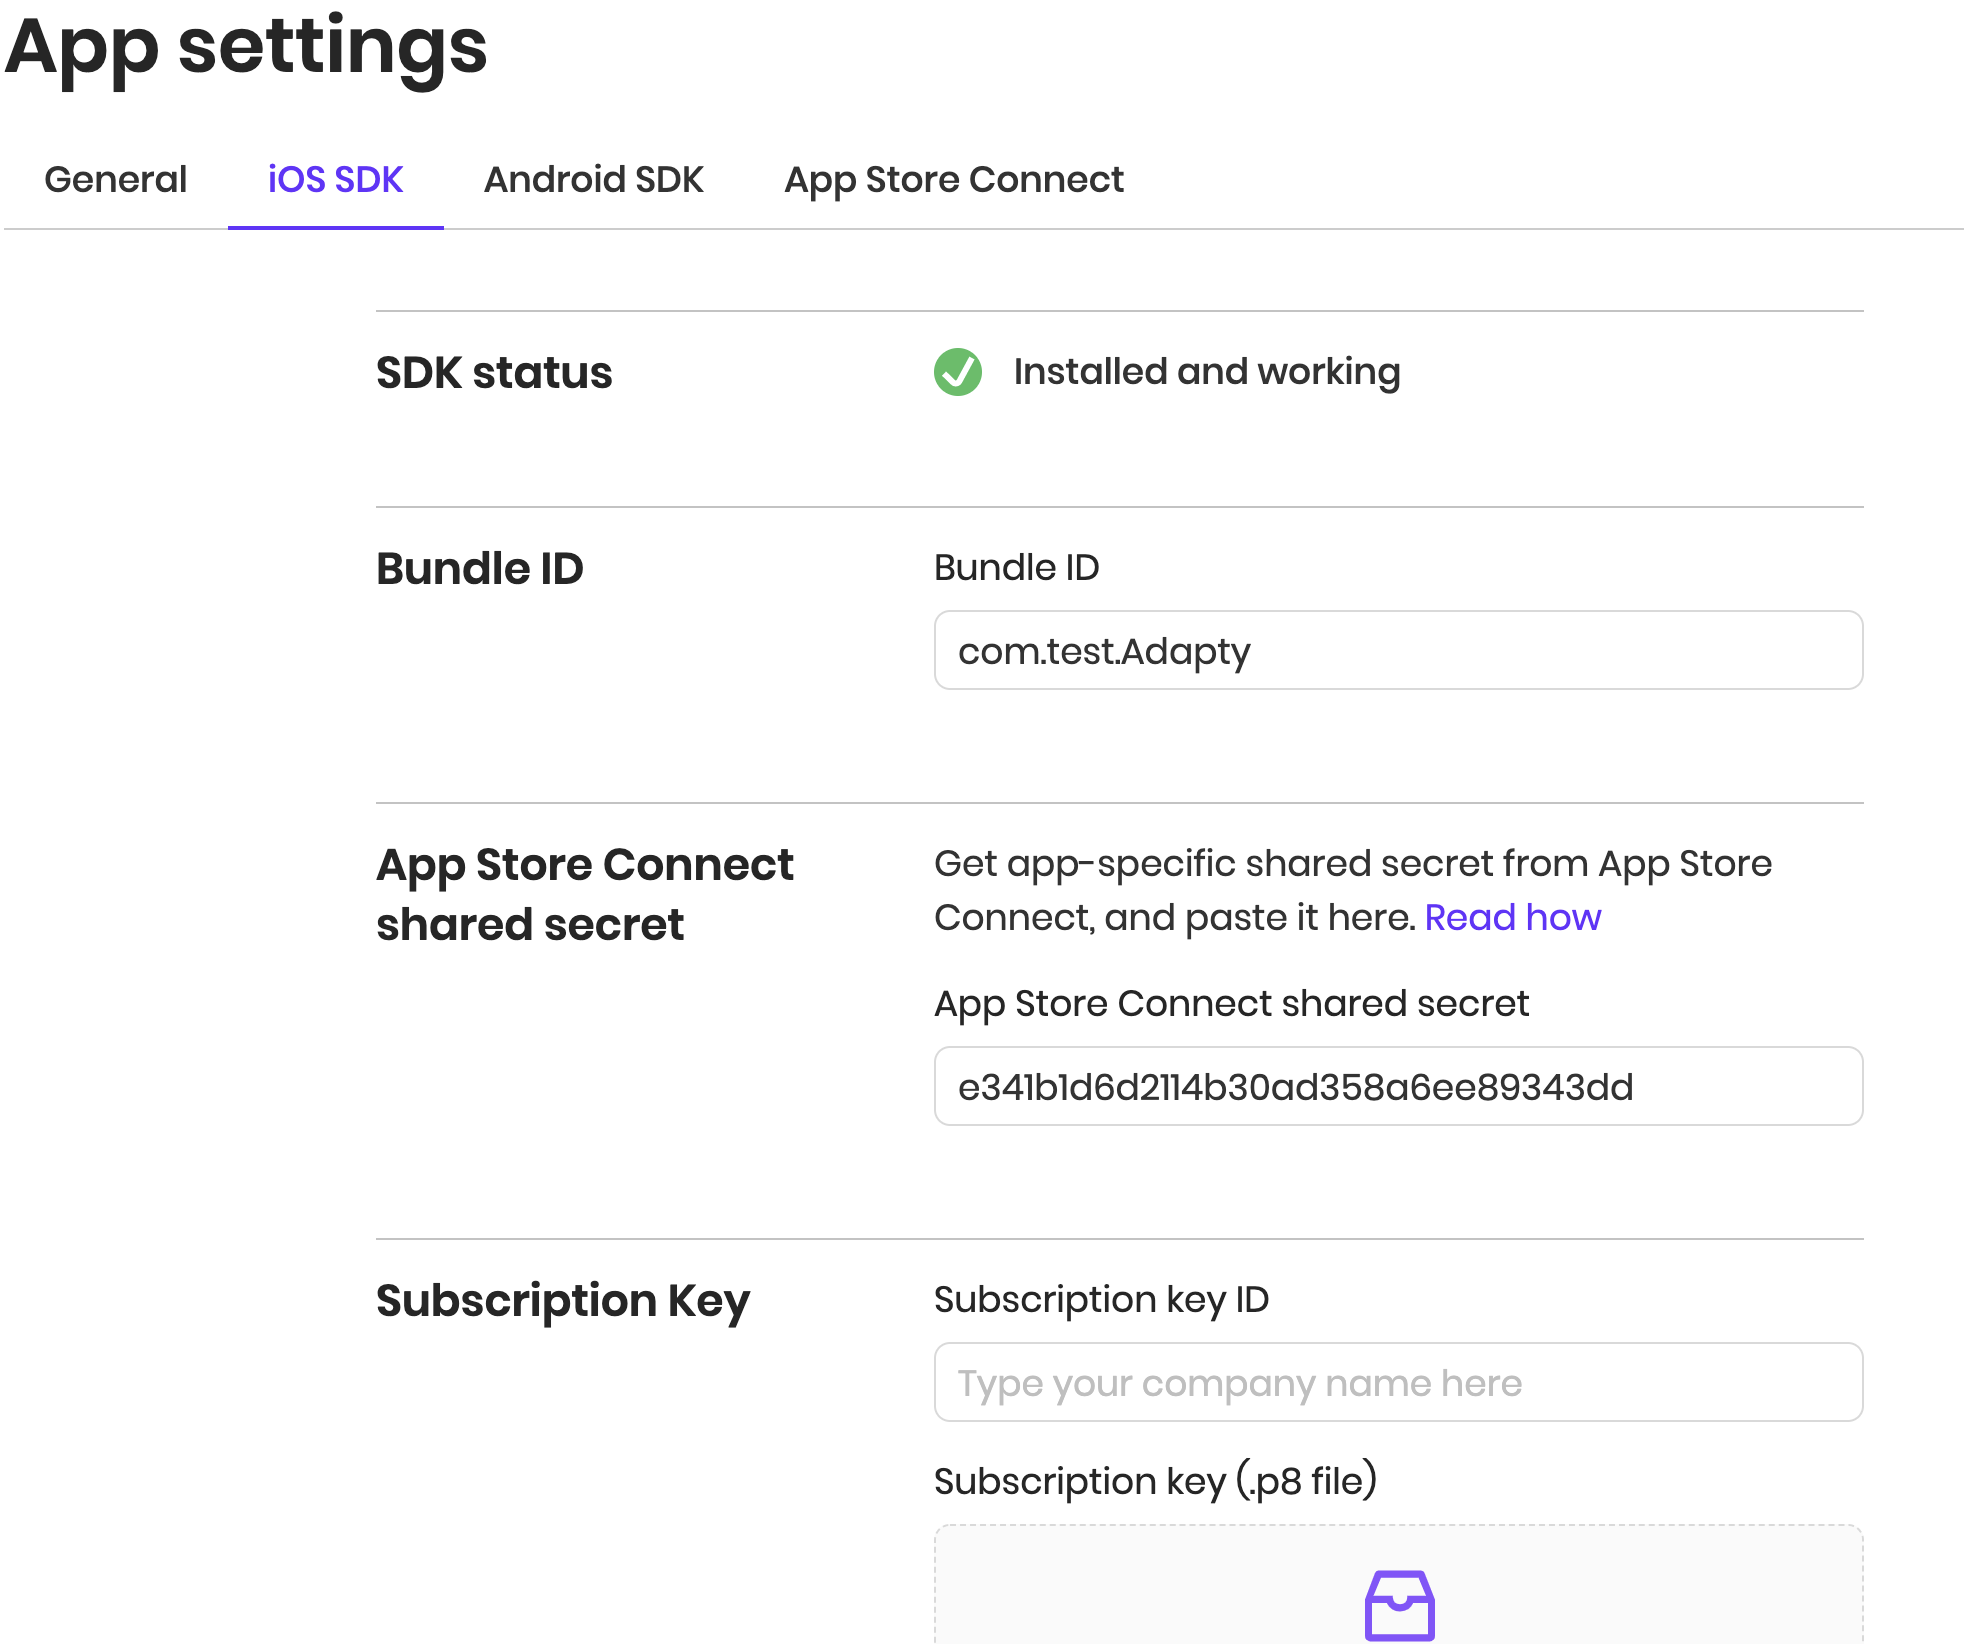 App settings
General iOS SDK Android SDK App Store Connect
SDK status Installed and working
Bundle ID Bundle ID
com.test.Adapty
App Store Connect Get app-specific shared secret from App Store
shared secret Connect, and paste it here. Read how
App Store Connect shared secret
e341b1d6d2114b30ad358a6ee89343dd
Subscription Key Subscription key ID
Type your company name here
Subscription key (.p8 file)